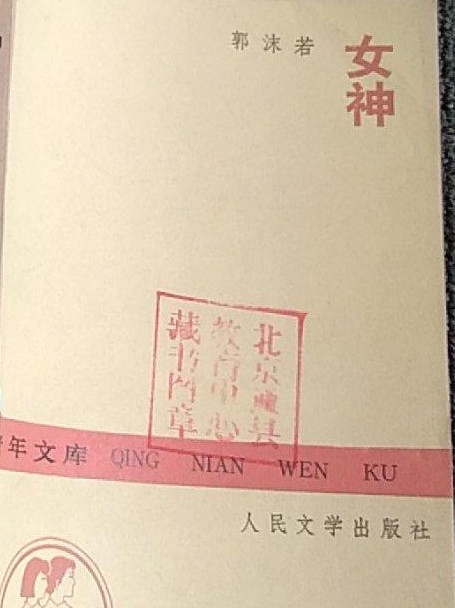 郭沫若
女神
北京 具
教育中心
藏书 章
年文库 QING NIAN WEN KU
人民文学出版社